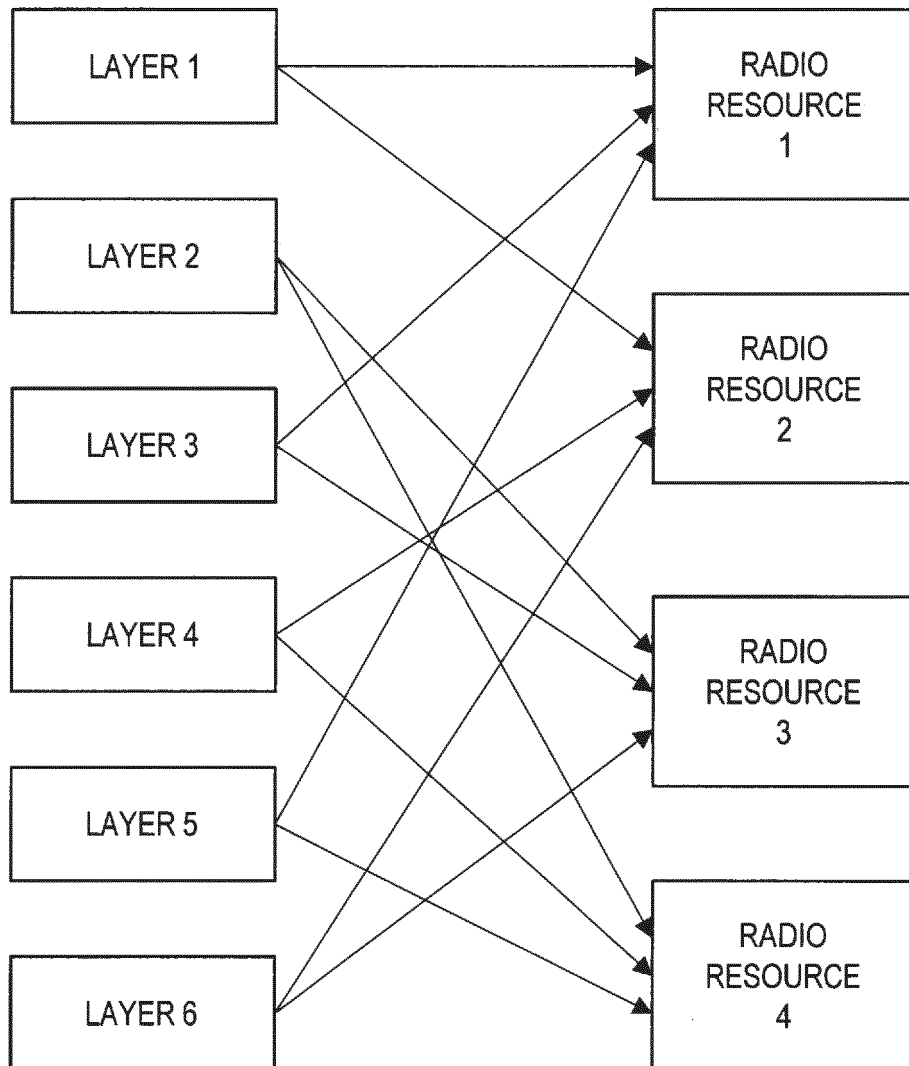 LAYER 1
LAYER 2
LAYER 3
LAYER 4
LAYER 5
LAYER 6
RADIO
RESOURCE
1
RADIO
RESOURCE
2
RADIO
RESOURCE
3
RADIO
RESOURCE
4